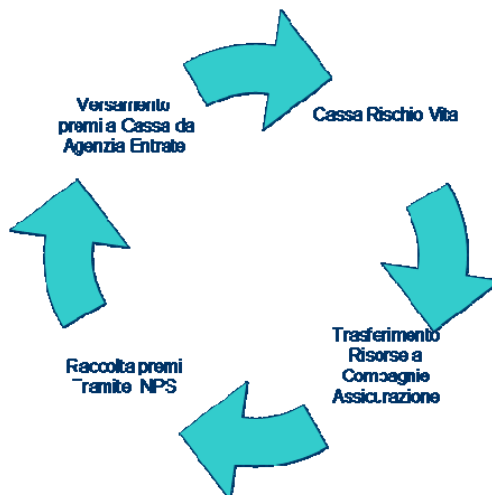 Versamento
premi a Cassa da
Agenzia Entrate
Cassa Rischio Vita
Trasferimento
Risorse a
Compagnie
Assicurazione
Raccolta premi
Tramite NPS